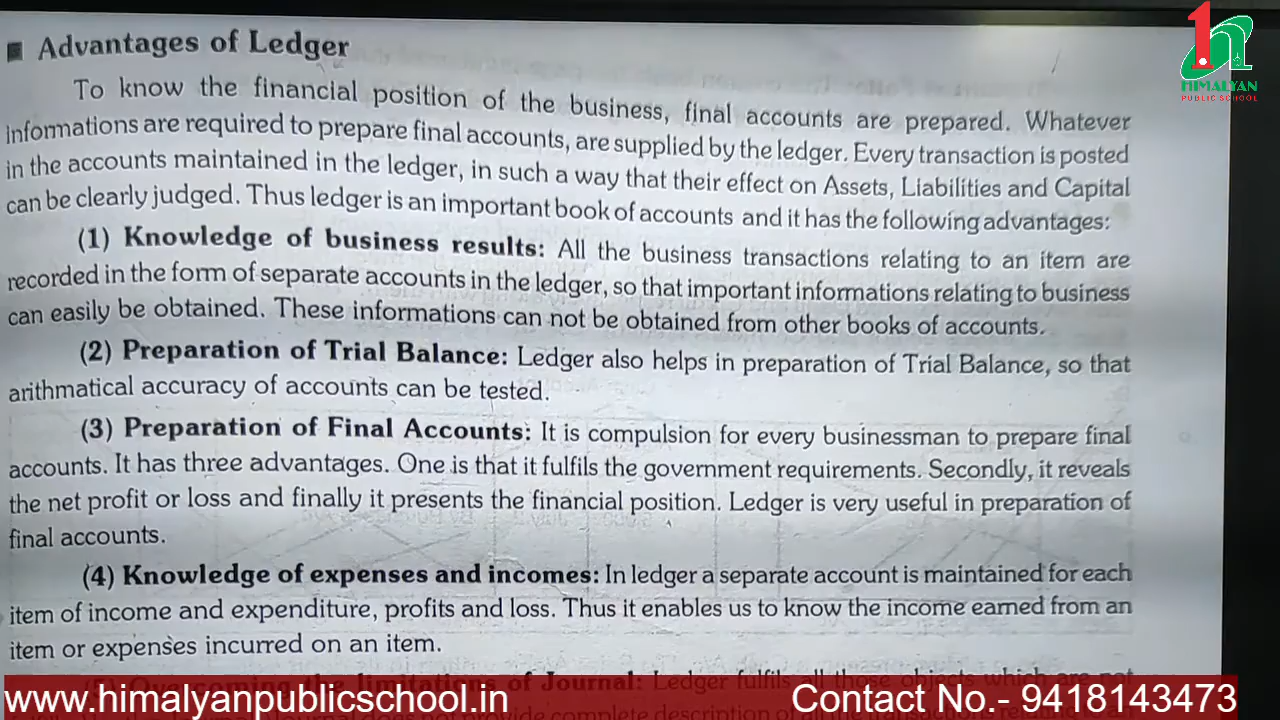 ■ Advantages of Ledger
To know the financial position of the business, final accounts are prepared. Whatever
informations are required to prepare final accounts, are supplied by the ledger. Every transaction is posted
in the accounts maintained in the ledger, in such a way that their effect on Assets, Liabilities and Capital
can be clearly judged. Thus ledger is an important book of accounts and it has the following advantages:
(1) Knowledge of business results: All the business transactions relating to an item are
recorded in the form of separate accounts in the ledger, so that important informations relating to business
can easily be obtained. These informations can not be obtained from other books of accounts.
(2) Preparation of Trial Balance: Ledger also helps in preparation of Trial Balance, so that
arithmatical accuracy of accounts can be tested.
(3) Preparation of Final Accounts: It is compulsion for every businessman to prepare final
accounts. It has three advantages. One is that it fulfils the government requirements. Secondly, it reveals
the net profit or loss and finally it presents the financial position. Ledger is very useful in preparation of
final accounts.
(4) Knowledge of expenses and incomes: In ledger a separate account is maintained for each
item of income and expenditure, profits and loss. Thus it enables us to know the income earned from an
item or expenses incurred on an item.
(5) Overcoming the limitations of Journal: Ledger fulfils all those objects which are not
HIMALYAN
PUBLIC SCHOOL
www.himalyanpublicschool.in
Contact No.- 9418143473